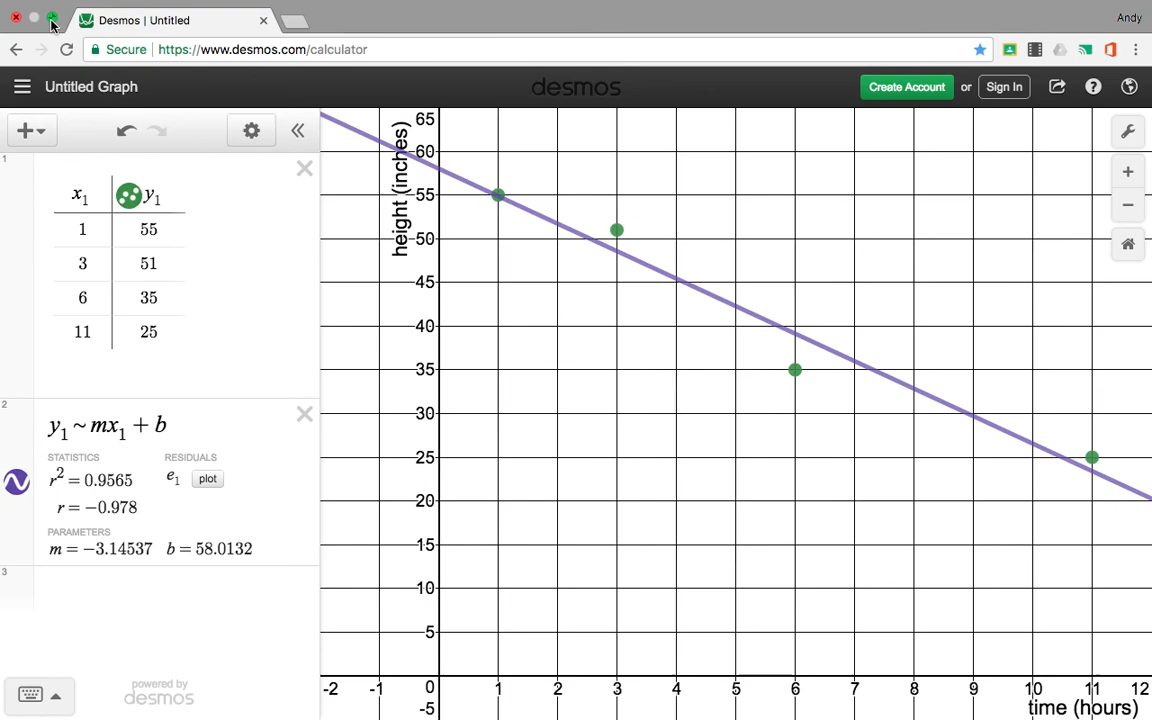 Desmos | Untitled
Andy
Secure https://www.desmos.com/calculator
Untitled Graph
desmos
Create Account or Sign In
1
x₁ y₁
1 55
3 51
6 35
11 25
2
y₁ ~ mx₁ + b
STATISTICS RESIDUALS
r² = 0.9565 e₁ plot
r = −0.978
PARAMETERS
m = −3.14537 b = 58.0132
3
powered by
desmos
height (inches)
65
60
55
50
45
40
35
30
25
20
15
10
5
0
-5
-2 -1 1 2 3 4 5 6 7 8 9 10 11 12
time (hours)